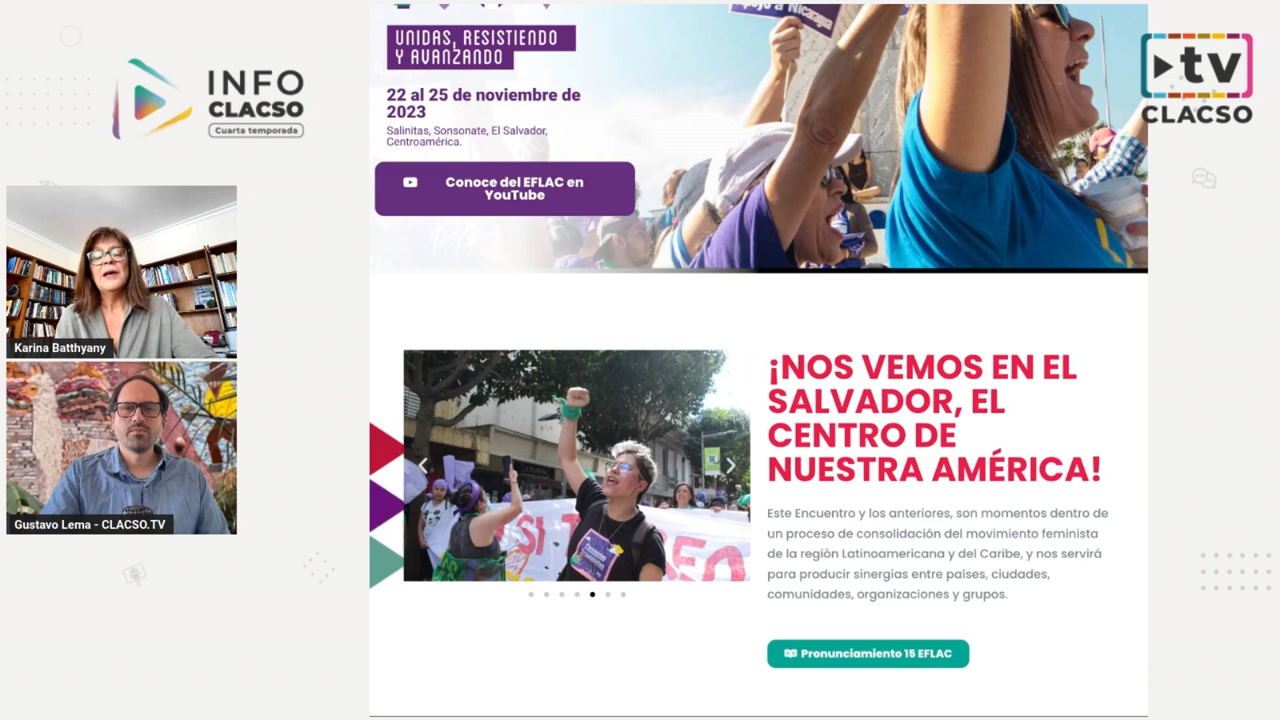 INFO
CLACSO
Cuarta temporada
Karina Batthyany
Gustavo Lema - CLACSO.TV
Apoyo a Nicaragua
UNIDAS, RESISTIENDO
Y AVANZANDO
22 al 25 de noviembre de
2023
Salinitas, Sonsonate, El Salvador,
Centroamérica.
Conoce del EFLAC en
YouTube
¡NOS VEMOS EN EL
SALVADOR, EL
CENTRO DE
NUESTRA AMÉRICA!
Este Encuentro y los anteriores, son momentos dentro de
un proceso de consolidación del movimiento feminista
de la región Latinoamericana y del Caribe, y nos servirá
para producir sinergias entre países, ciudades,
comunidades, organizaciones y grupos.
Pronunciamiento 15 EFLAC
tv
CLACSO